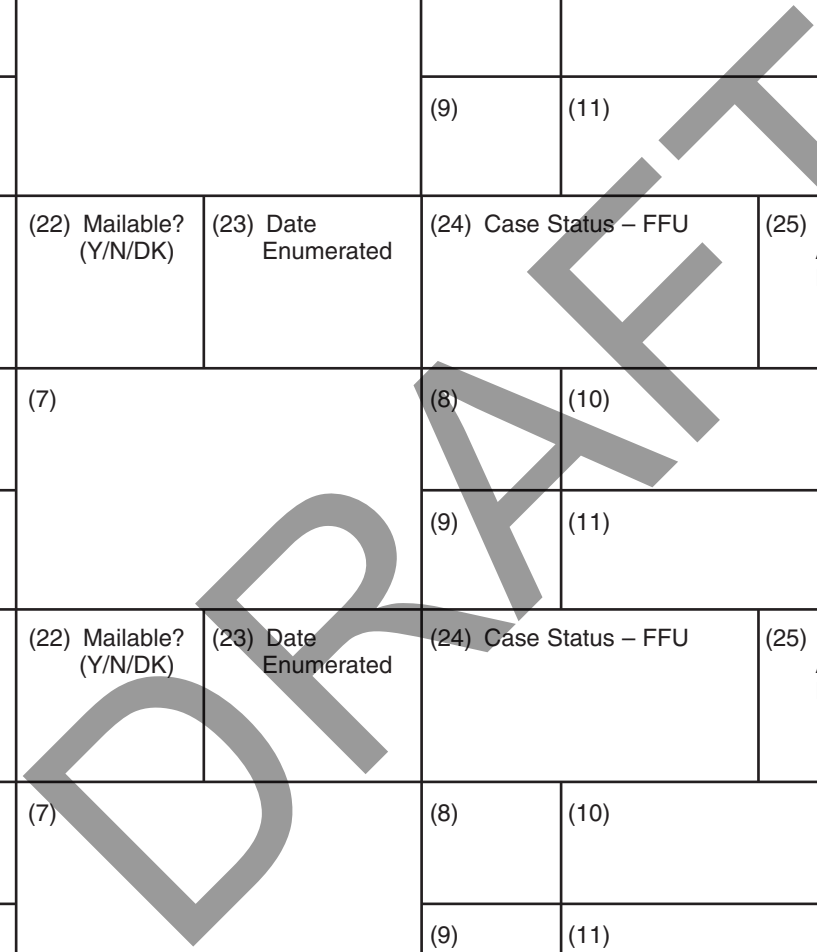 (9) (11)
(22) Mailable? (23) Date (24) Case Status – FFU (25)
(Y/N/DK) Enumerated
(7) (8) (10)
(9) (11)
(22) Mailable? (23) Date (24) Case Status – FFU (25)
(Y/N/DK) Enumerated
(7) (8) (10)
(9) (11)
DRAFT